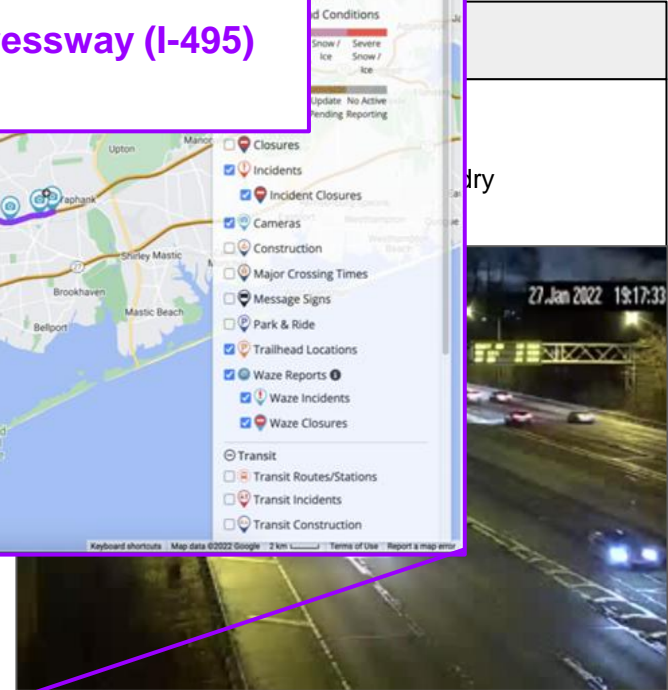 essway (I-495)
d Conditions
Snow / Ice
Severe Snow / Ice
Update Pending
No Active Reporting
Closures
Incidents
Incident Closures
Cameras
Construction
Major Crossing Times
Message Signs
Park & Ride
Trailhead Locations
Waze Reports
Waze Incidents
Waze Closures
Transit
Transit Routes/Stations
Transit Incidents
Transit Construction
Upton
Manor
aphank
Shirley Mastic
27
Brookhaven
Mastic Beach
Bellport
Keyboard shortcuts Map data ©2022 Google 2 km Terms of Use Report a map error
dry
27 Jan 2022 19:17:33